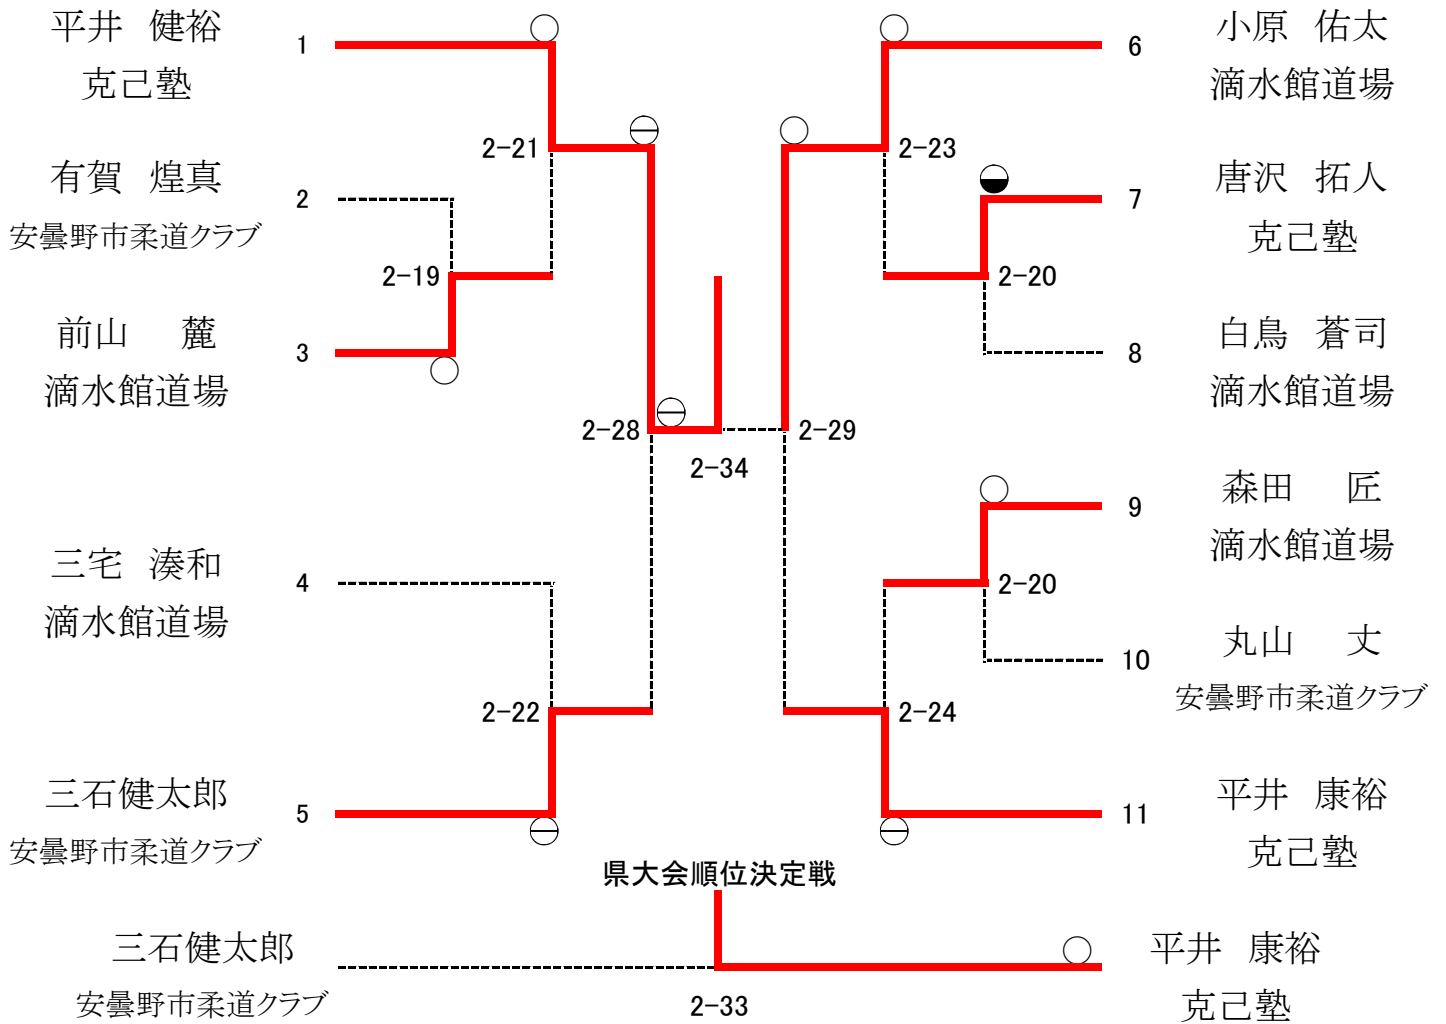 平井 健裕
克己塾
1
有賀 煌真
安曇野市柔道クラブ
2
前山 麓
滴水館道場
3
三宅 湊和
滴水館道場
4
三石健太郎
安曇野市柔道クラブ
5
2-21
2-19
2-28
2-22
2-34
2-23
2-20
2-29
2-20
2-24
6
小原 佑太
滴水館道場
7
唐沢 拓人
克己塾
8
白鳥 蒼司
滴水館道場
9
森田 匠
滴水館道場
10
丸山 丈
安曇野市柔道クラブ
11
平井 康裕
克己塾
県大会順位決定戦
三石健太郎
安曇野市柔道クラブ
2-33
平井 康裕
克己塾